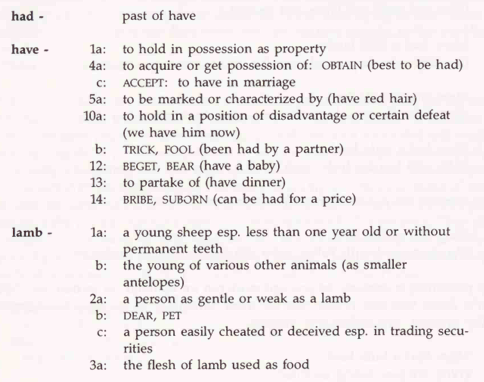 had - past of have
have - 1a: to hold in possession as property
4a: to acquire or get possession of: OBTAIN (best to be had)
c: ACCEPT: to have in marriage
5a: to be marked or characterized by (have red hair)
10a: to hold in a position of disadvantage or certain defeat
(we have him now)
b: TRICK, FOOL (been had by a partner)
12: BEGET, BEAR (have a baby)
13: to partake of (have dinner)
14: BRIBE, SUBORN (can be had for a price)
lamb - 1a: a young sheep esp. less than one year old or without
permanent teeth
b: the young of various other animals (as smaller
antelopes)
2a: a person as gentle or weak as a lamb
b: DEAR, PET
c: a person easily cheated or deceived esp. in trading secu-
rities
3a: the flesh of lamb used as food